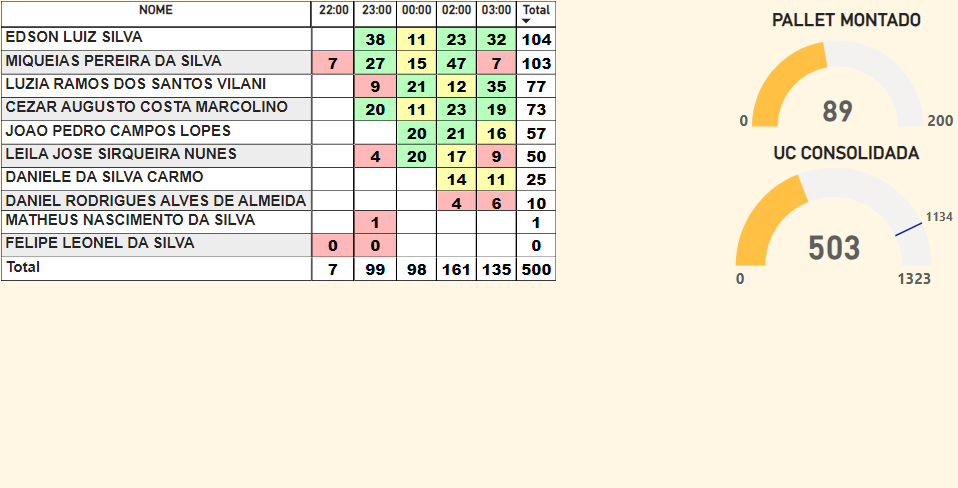 NOME 22:00 23:00 00:00 02:00 03:00 Total
EDSON LUIZ SILVA 38 11 23 32 104
MIQUEIAS PEREIRA DA SILVA 7 27 15 47 7 103
LUZIA RAMOS DOS SANTOS VILANI 9 21 12 35 77
CEZAR AUGUSTO COSTA MARCOLINO 20 11 23 19 73
JOAO PEDRO CAMPOS LOPES 20 21 16 57
LEILA JOSE SIRQUEIRA NUNES 4 20 17 9 50
DANIELE DA SILVA CARMO 14 11 25
DANIEL RODRIGUES ALVES DE ALMEIDA 4 6 10
MATHEUS NASCIMENTO DA SILVA 1 1
FELIPE LEONEL DA SILVA 0 0 0
Total 7 99 98 161 135 500
PALLET MONTADO
89
0 200
UC CONSOLIDADA
1134
503
0 1323